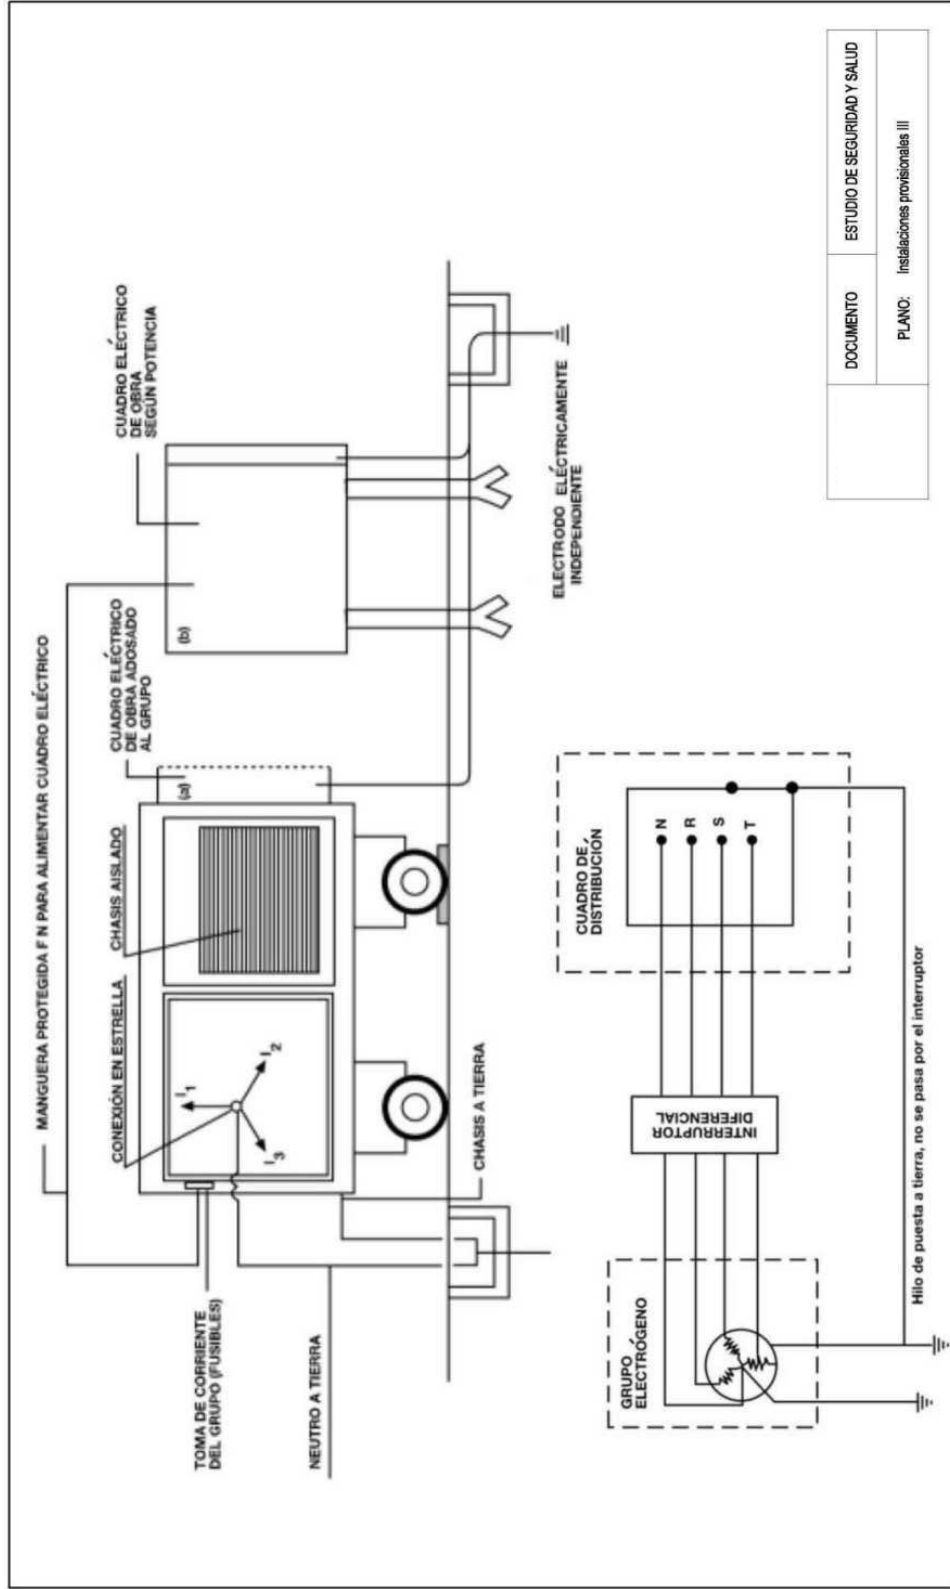 MANGUERA PROTEGIDA F N PARA ALIMENTAR CUADRO ELÉCTRICO
CONEXIÓN EN ESTRELLA
CHASIS AISLADO
CUADRO ELÉCTRICO
DE OBRA ADOSADO
AL GRUPO
CUADRO ELÉCTRICO
DE OBRA
SEGÚN POTENCIA
(a)
(b)
I1
I2
I3
TOMA DE CORRIENTE
DEL GRUPO (FUSIBLES)
NEUTRO A TIERRA
CHASIS A TIERRA
ELECTRODO ELÉCTRICAMENTE
INDEPENDIENTE
GRUPO
ELECTRÓGENO
INTERRUPTOR
DIFERENCIAL
CUADRO DE
DISTRIBUCIÓN
N
R
S
T
Hilo de puesta a tierra, no se pasa por el interruptor
DOCUMENTO ESTUDIO DE SEGURIDAD Y SALUD
PLANO: Instalaciones provisionales III